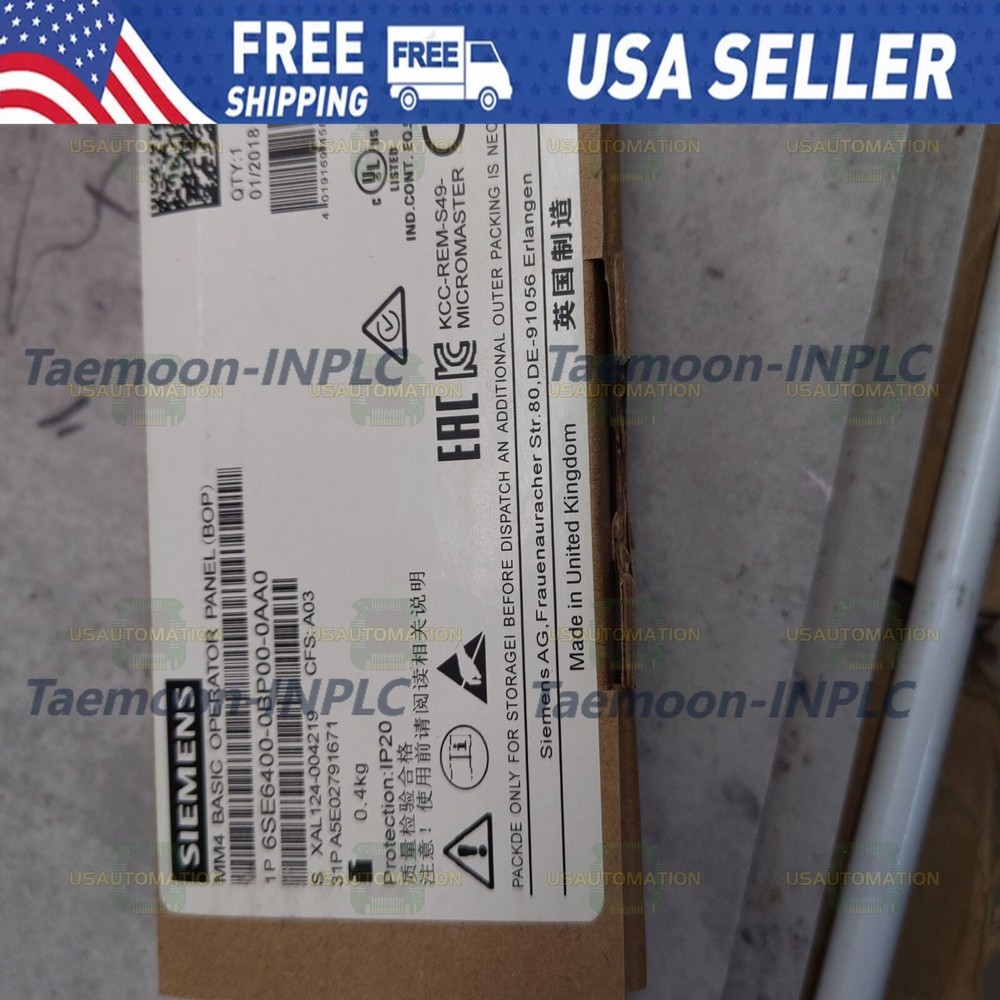 FREE
SHIPPING
FREE
USA SELLER
SIEMENS
MM4 BASIC OPERATOR PANEL(BOP)
1P 6SE6400-0BP00-0AA0
S XAL124-004219 CFS: A03
31P A5E02791671
0.4kg
Protection:IP20
质量检验合格
注意! 使用前请阅读相关说明
QTY:1
01/2018
UL
LISTED
IND.CONT.EQ.
EAC
KCC-REM-S49-
MICROMASTER
PACKDE ONLY FOR STORAGE! BEFORE DISPATCH AN ADDITIONAL OUTER PACKING IS NEC
Siemens AG,Frauenauracher Str.80,DE-91056 Erlangen
Made in United Kingdom 英国制造
Taemoon-INPLC
Taemoon-INPLC
Taemoon-INPLC
Taemoon-INPLC
USAUTOMATION